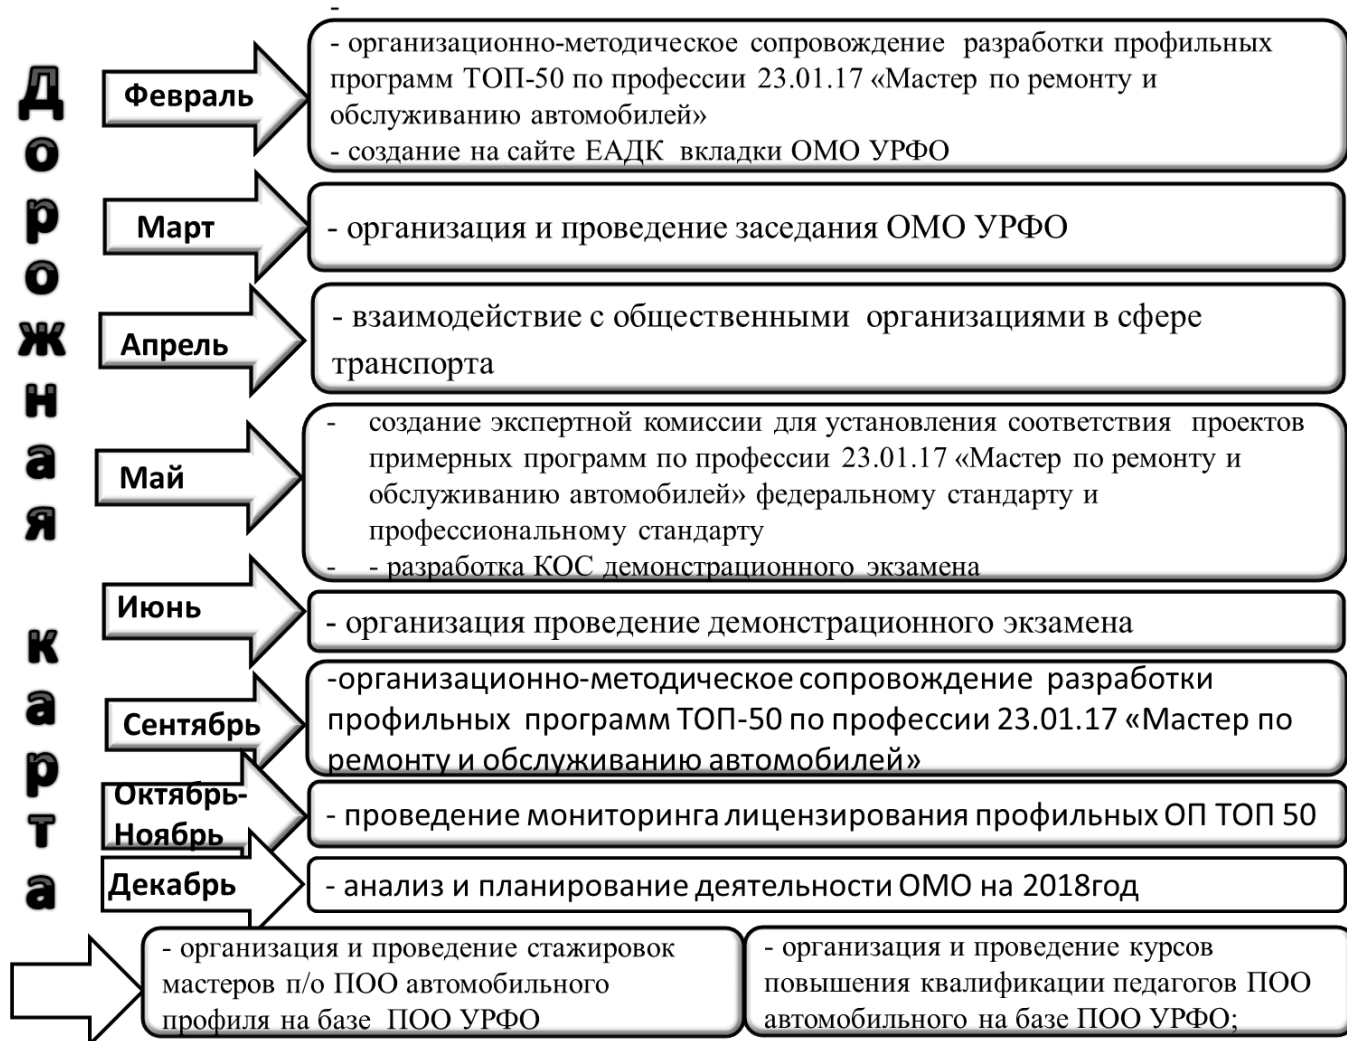 Дорожная карта
-
Февраль
- организационно-методическое сопровождение разработки профильных
программ ТОП-50 по профессии 23.01.17 «Мастер по ремонту и
обслуживанию автомобилей»
- создание на сайте ЕАДК вкладки ОМО УРФО
Март
- организация и проведение заседания ОМО УРФО
Апрель
- взаимодействие с общественными организациями в сфере
транспорта
Май
- создание экспертной комиссии для установления соответствия проектов
примерных программ по профессии 23.01.17 «Мастер по ремонту и
обслуживанию автомобилей» федеральному стандарту и
профессиональному стандарту
- - разработка КОС демонстрационного экзамена
Июнь
- организация проведение демонстрационного экзамена
Сентябрь
-организационно-методическое сопровождение разработки
профильных программ ТОП-50 по профессии 23.01.17 «Мастер по
ремонту и обслуживанию автомобилей»
Октябрь-
Ноябрь
- проведение мониторинга лицензирования профильных ОП ТОП 50
Декабрь
- анализ и планирование деятельности ОМО на 2018год
- организация и проведение стажировок
мастеров п/о ПОО автомобильного
профиля на базе ПОО УРФО
- организация и проведение курсов
повышения квалификации педагогов ПОО
автомобильного на базе ПОО УРФО;